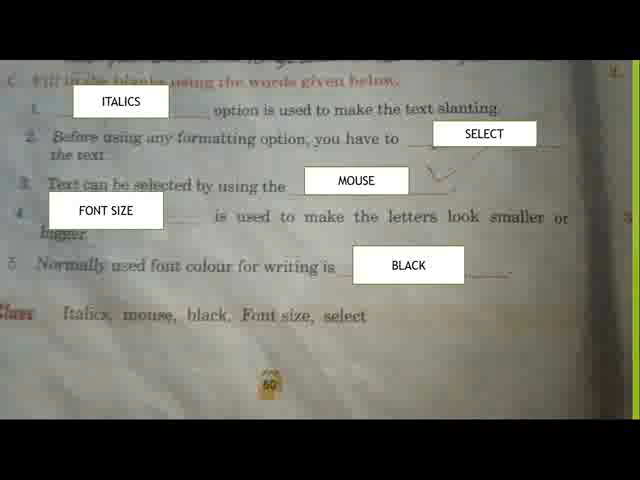 C. Fill in the blanks using the words given below.
1. ITALICS option is used to make the text slanting.
2. Before using any formatting option, you have to SELECT
the text.
3. Text can be selected by using the MOUSE
4. FONT SIZE is used to make the letters look smaller or
bigger.
5. Normally used font colour for writing is BLACK
Clues Italics, mouse, black, Font size, select
60